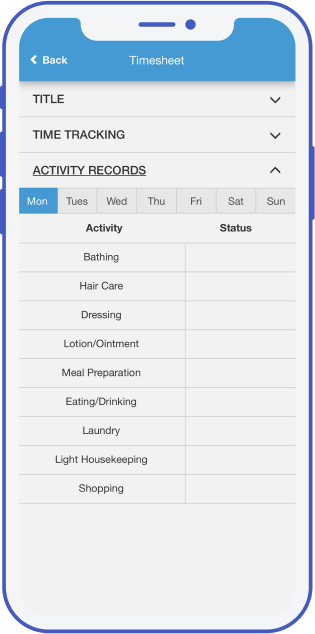 Back Timesheet
TITLE
TIME TRACKING
ACTIVITY RECORDS
Mon Tues Wed Thu Fri Sat Sun
Activity Status
Bathing
Hair Care
Dressing
Lotion/Ointment
Meal Preparation
Eating/Drinking
Laundry
Light Housekeeping
Shopping